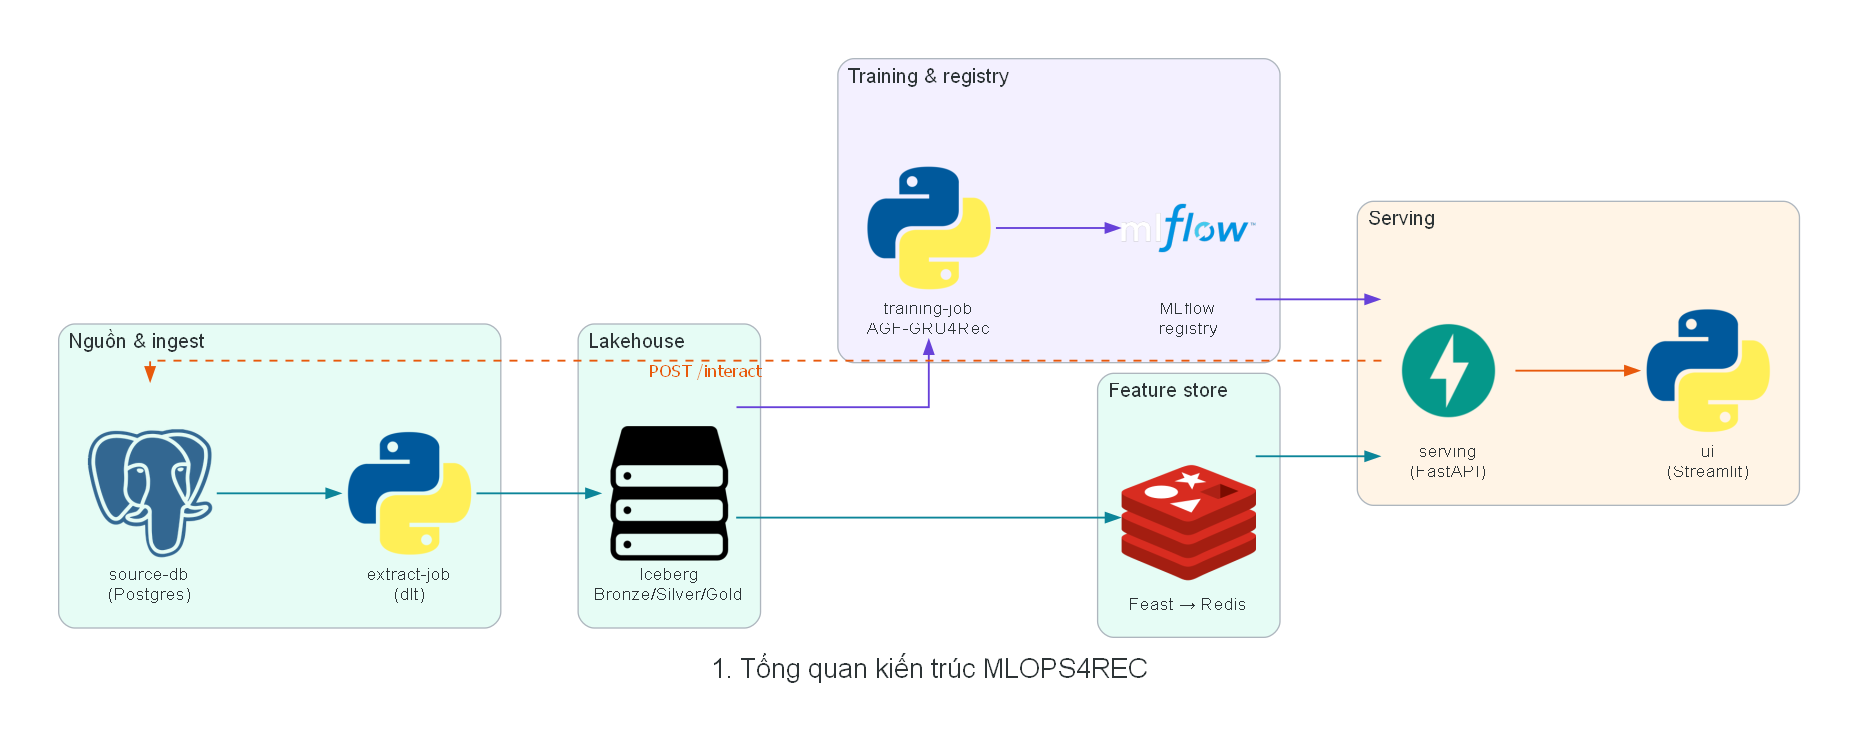 Training & registry
mlflow
training-job
AGF-GRU4Rec
MLflow
registry
Serving
serving
(FastAPI)
ui
(Streamlit)
Nguồn & ingest
source-db
(Postgres)
extract-job
(dlt)
Lakehouse
POST /interact
Iceberg
Bronze/Silver/Gold
Feature store
Feast → Redis
1. Tổng quan kiến trúc MLOPS4REC